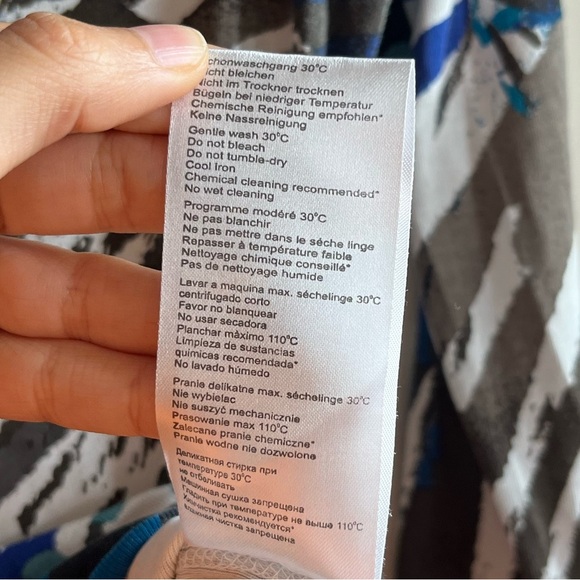 chonwaschgang 30°C
icht bleichen
Nicht im Trockner trocknen
Bügeln bei niedriger Temperatur
Chemische Reinigung empfohlen*
Keine Nassreinigung
Gentle wash 30°C
Do not bleach
Do not tumble-dry
Cool Iron
Chemical cleaning recommended*
No wet cleaning
Programme modéré 30°C
Ne pas blanchir
Ne pas mettre dans le séche linge
Repasser à température faible
Nettoyage chimique conseillé*
Pas de nettoyage humide
Lavar a maquina max. séchelinge 30°C
centrifugado corto
Favor no blanquear
No usar secadora
Planchar máximo 110°C
Limpieza de sustancias
quimicas recomendada*
No lavado húmedo
Pranie delikatne max. séchelinge 30°C
Nie wybielac
Nie suszyć mechanicznie
Prasowanie max 110°C
Zalecane pranie chemiczne*
Pranie wodne nie dozwolone
Деликатная стирка при
температуре 30°C
не отбеливать
Машинная сушка запрещена
Гладить при температуре не выше 110°C
Химчистка рекомендуется*
Влажная чистка запрещена